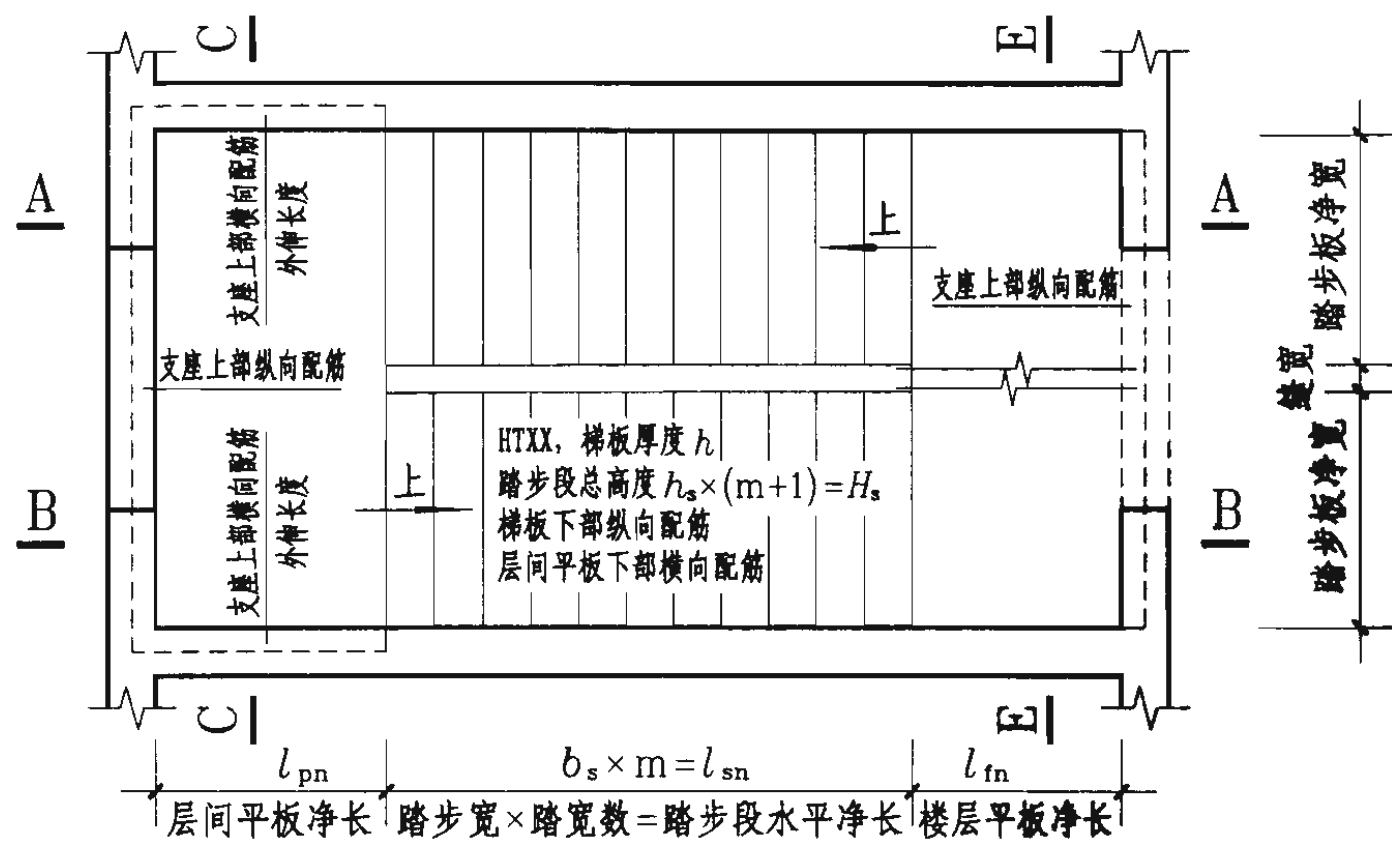 C
E
A
A
支座上部横向配筋
外伸长度
上
支座上部纵向配筋
踏步板净宽
支座上部纵向配筋
缝宽
HTXX, 梯板厚度 h
踏步段总高度 hs×(m+1)=Hs
梯板下部纵向配筋
层间平板下部横向配筋
上
支座上部横向配筋
外伸长度
B
B
踏步板净宽
C
E
lpn
bs×m=lsn
lfn
层间平板净长
踏步宽×踏宽数=踏步段水平净长
楼层平板净长